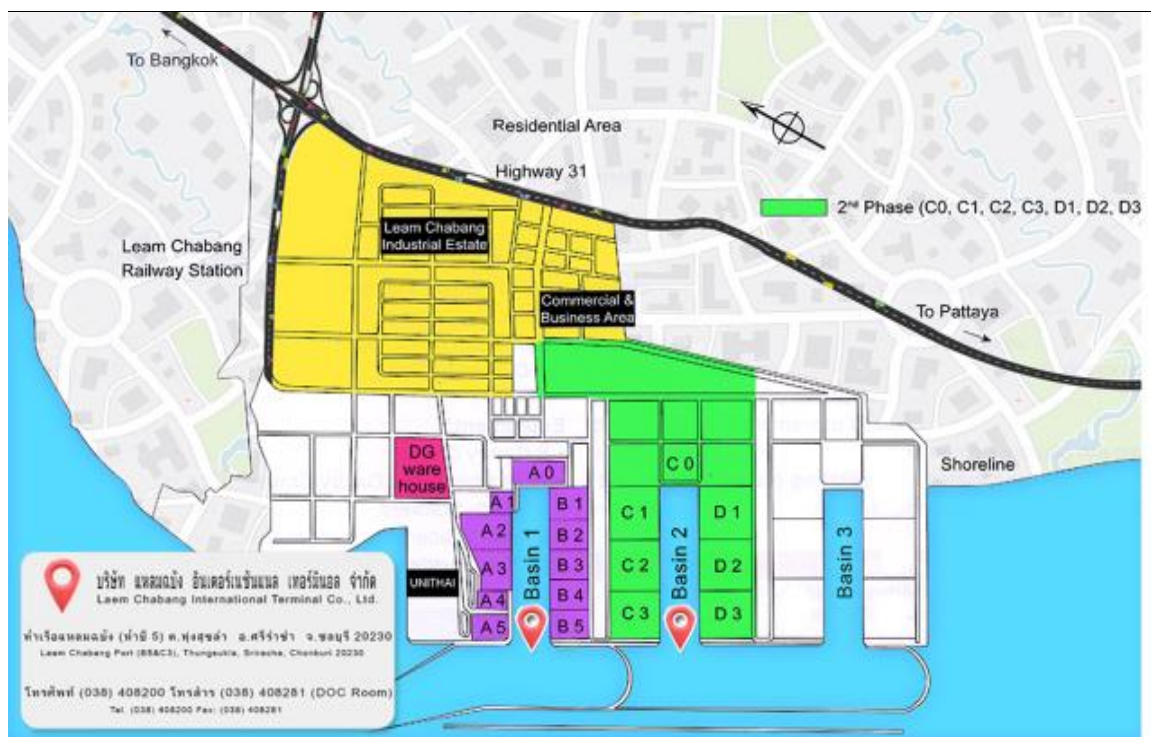 To Bangkok
Residential Area
Highway 31
2nd Phase (C0, C1, C2, C3, D1, D2, D3
Leam Chabang
Industrial Estate
Leam Chabang
Railway Station
Commercial &
Business Area
To Pattaya
DG
ware
house
A 0
C 0
Shoreline
A 1
A 2
A 3
A 4
A 5
Basin 1
B 1
B 2
B 3
B 4
B 5
C 1
C 2
C 3
Basin 2
D 1
D 2
D 3
Basin 3
UNITHAI
บริษัท แหลมฉบัง อินเตอร์เนชั่นแนล เทอร์มินอล จำกัด
Laem Chabang International Terminal Co., Ltd.
ท่าเรือแหลมฉบัง (ท่าบี 5) ต.ทุ่งสุขลา อ.ศรีราชา จ.ชลบุรี 20230
Laem Chabang Port (B5&C3), Thungsukla, Sriracha, Chonburi 20230
โทรศัพท์ (038) 408200 โทรสาร (038) 408281 (DOC Room)
Tel. (038) 408200 Fax: (038) 408281